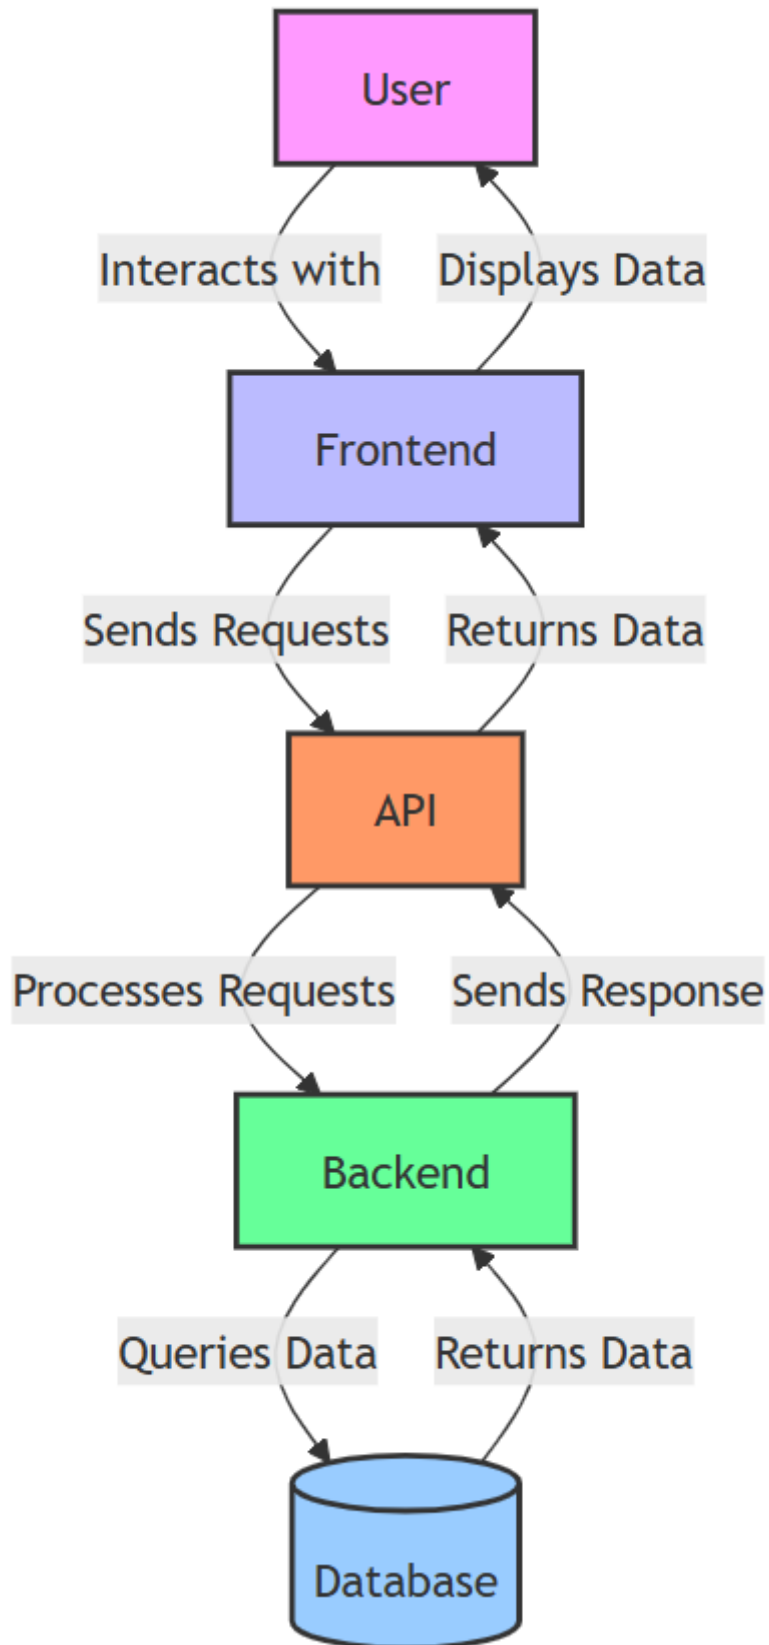 User
Interacts with
Displays Data
Frontend
Sends Requests
Returns Data
API
Processes Requests
Sends Response
Backend
Queries Data
Returns Data
Database